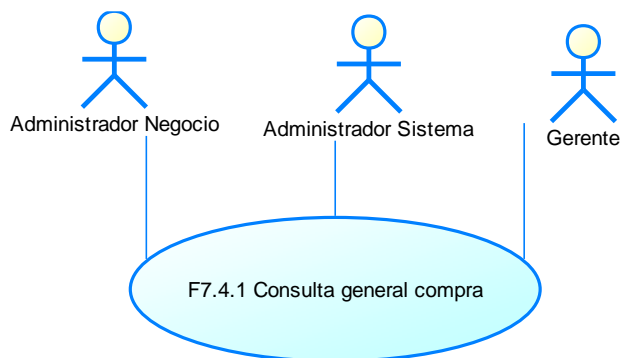 Administrador Negocio
Administrador Sistema
Gerente
F7.4.1 Consulta general compra